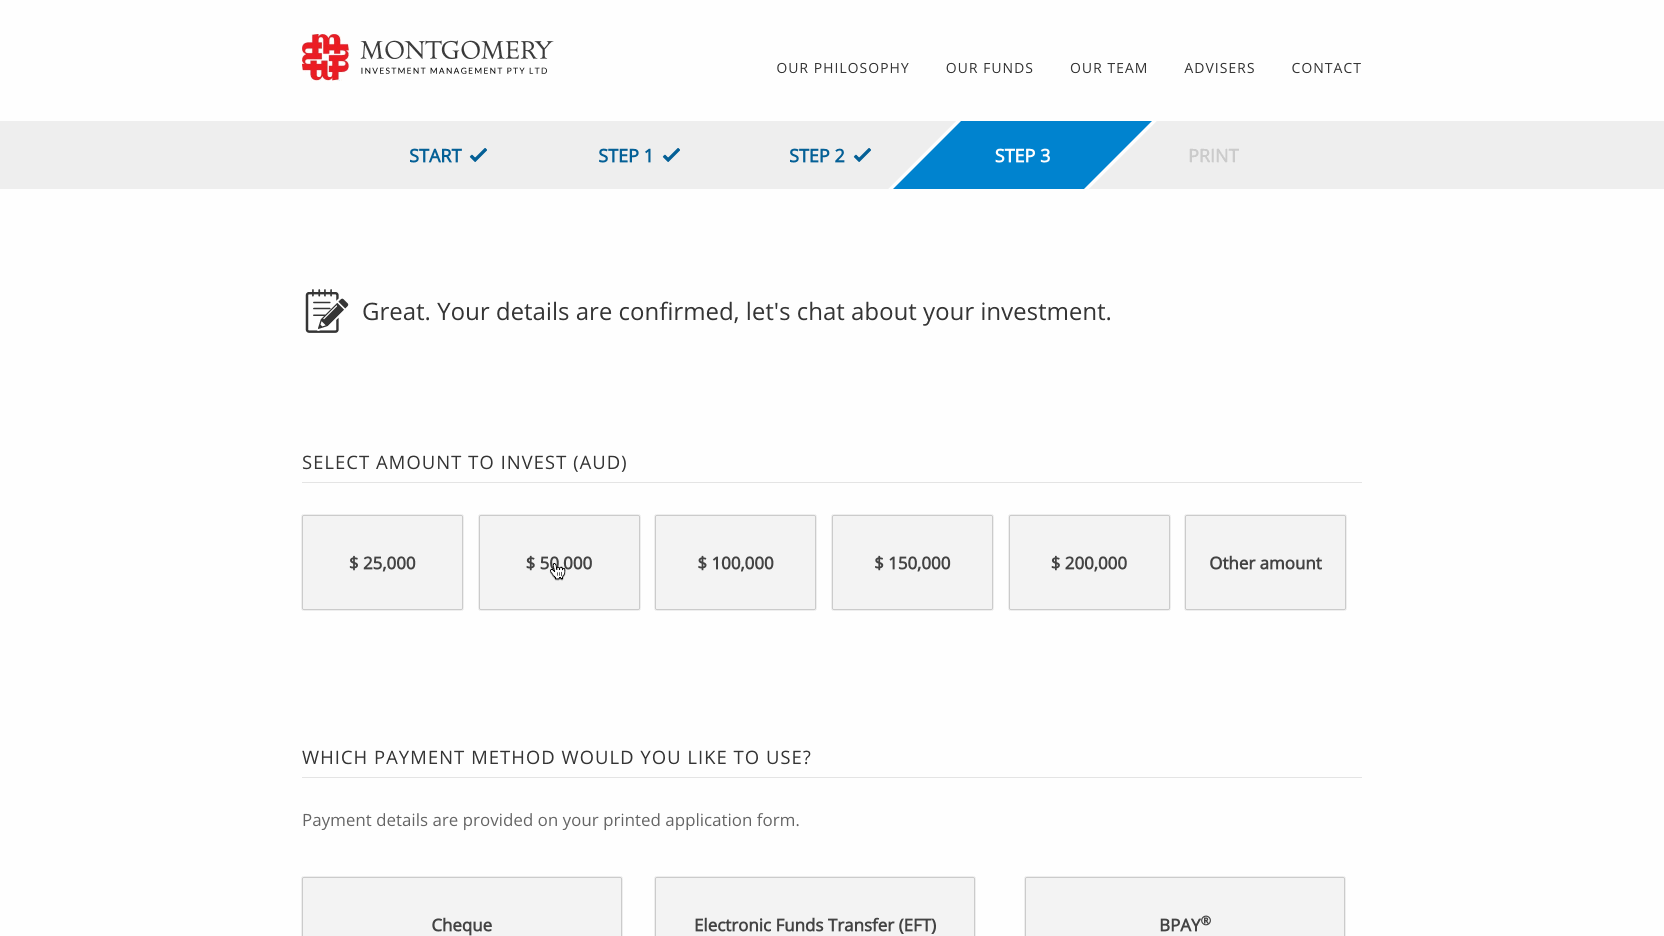 MONTGOMERY
INVESTMENT MANAGEMENT PTY LTD
OUR PHILOSOPHY OUR FUNDS OUR TEAM ADVISERS CONTACT
START STEP 1 STEP 2 STEP 3 PRINT
Great. Your details are confirmed, let's chat about your investment.
SELECT AMOUNT TO INVEST (AUD)
$ 25,000 $ 50,000 $ 100,000 $ 150,000 $ 200,000 Other amount
WHICH PAYMENT METHOD WOULD YOU LIKE TO USE?
Payment details are provided on your printed application form.
Cheque Electronic Funds Transfer (EFT) BPAY®